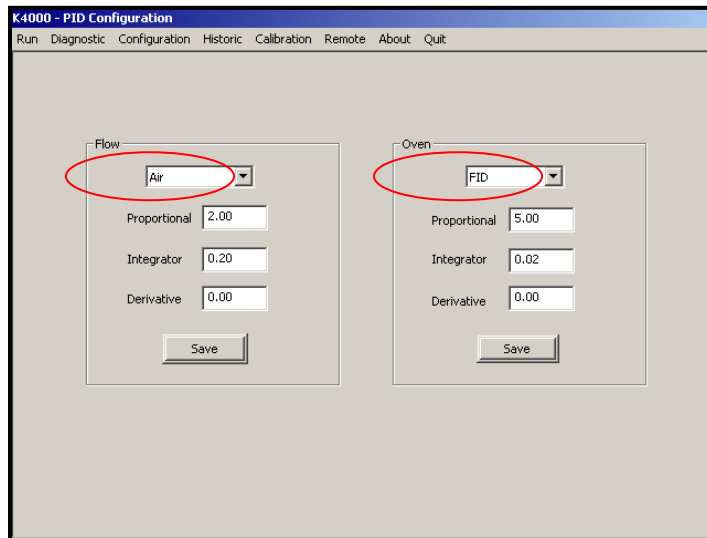 K4000 - PID Configuration
Run Diagnostic Configuration Historic Calibration Remote About Quit
Flow
Air
Proportional 2.00
Integrator 0.20
Derivative 0.00
Save
Oven
FID
Proportional 5.00
Integrator 0.02
Derivative 0.00
Save